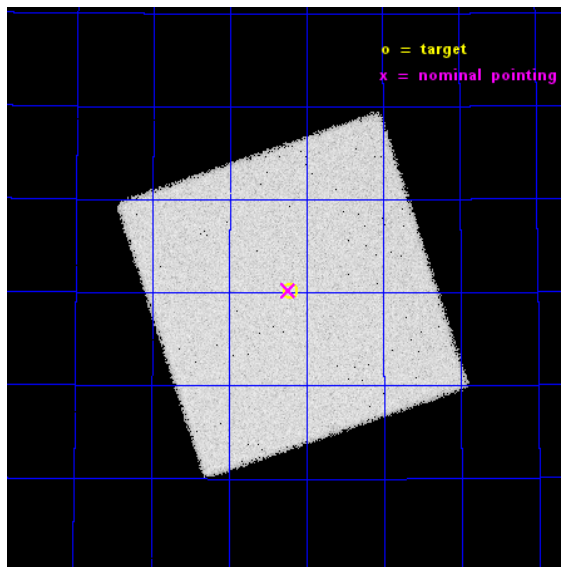 o = target
x = nominal pointing